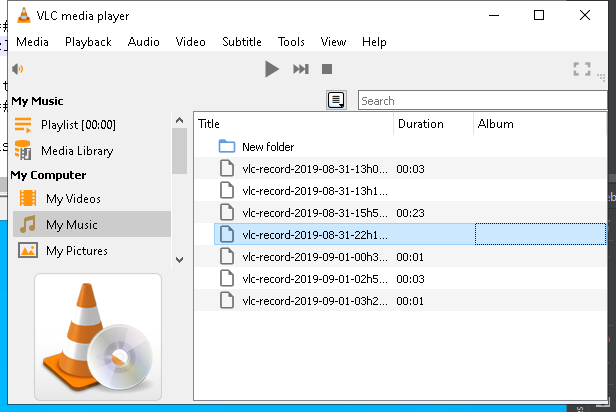 VLC media player
Media Playback Audio Video Subtitle Tools View Help
My Music
Playlist [00:00]
Media Library
My Computer
My Videos
My Music
My Pictures
Search
Title Duration Album
New folder
vlc-record-2019-08-31-13h0... 00:03
vlc-record-2019-08-31-13h1...
vlc-record-2019-08-31-15h5... 00:23
vlc-record-2019-08-31-22h1...
vlc-record-2019-09-01-00h3... 00:01
vlc-record-2019-09-01-02h5... 00:03
vlc-record-2019-09-01-03h2... 00:01